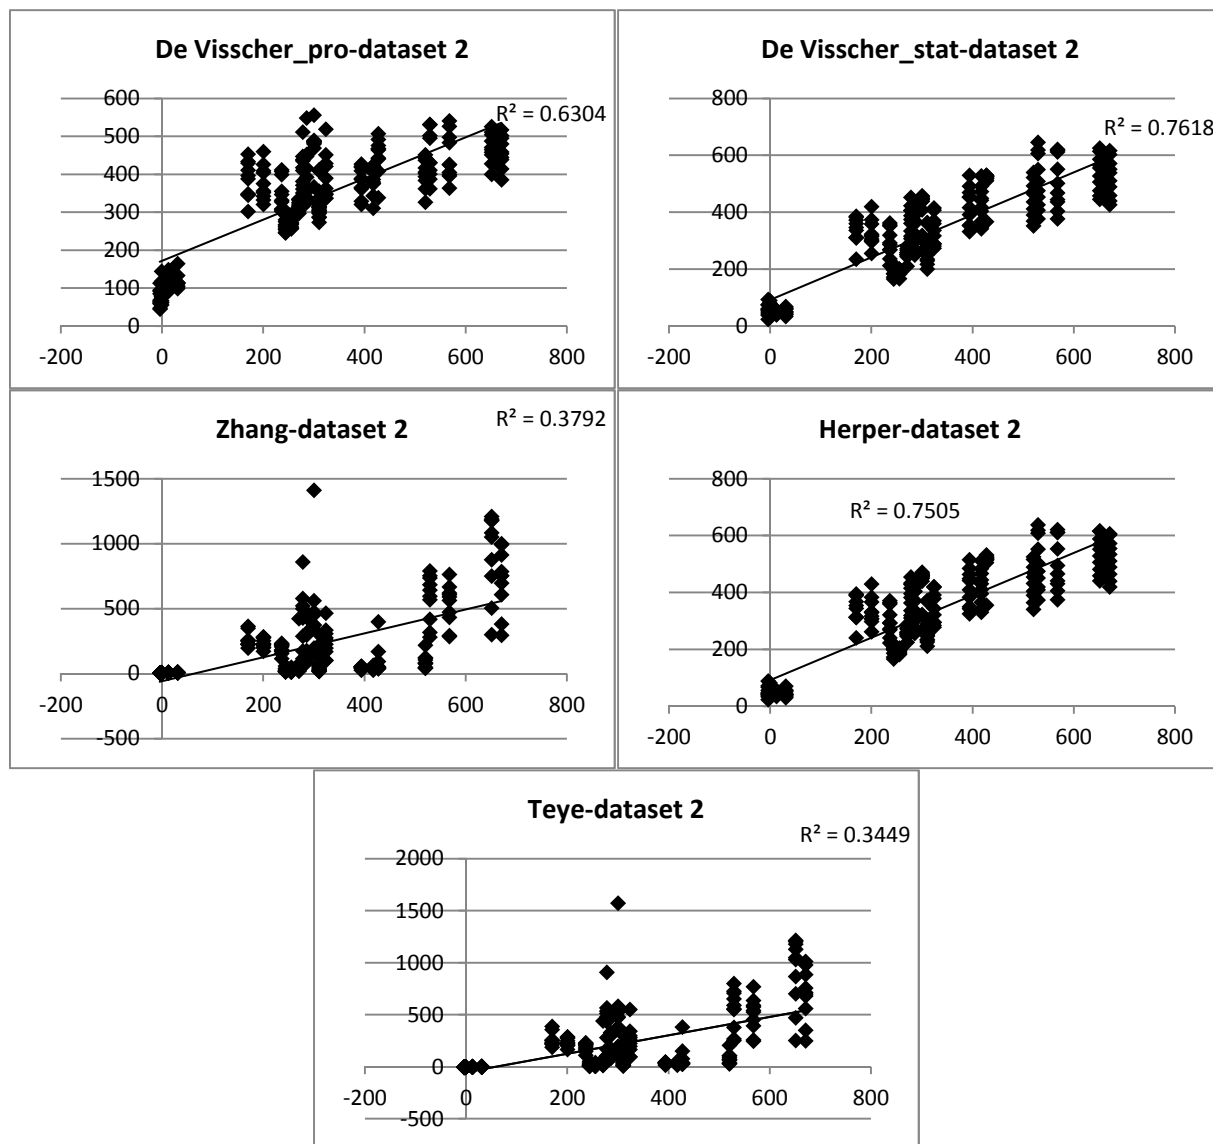 De Visscher_pro-dataset 2
R² = 0.6304
600
500
400
300
200
100
0
-200 0 200 400 600 800
De Visscher_stat-dataset 2
R² = 0.7618
800
600
400
200
0
-200 0 200 400 600 800
Zhang-dataset 2
R² = 0.3792
1500
1000
500
0
-500
-200 0 200 400 600 800
Herper-dataset 2
R² = 0.7505
800
600
400
200
0
-200 0 200 400 600 800
Teye-dataset 2
R² = 0.3449
2000
1500
1000
500
0
-500
-200 0 200 400 600 800